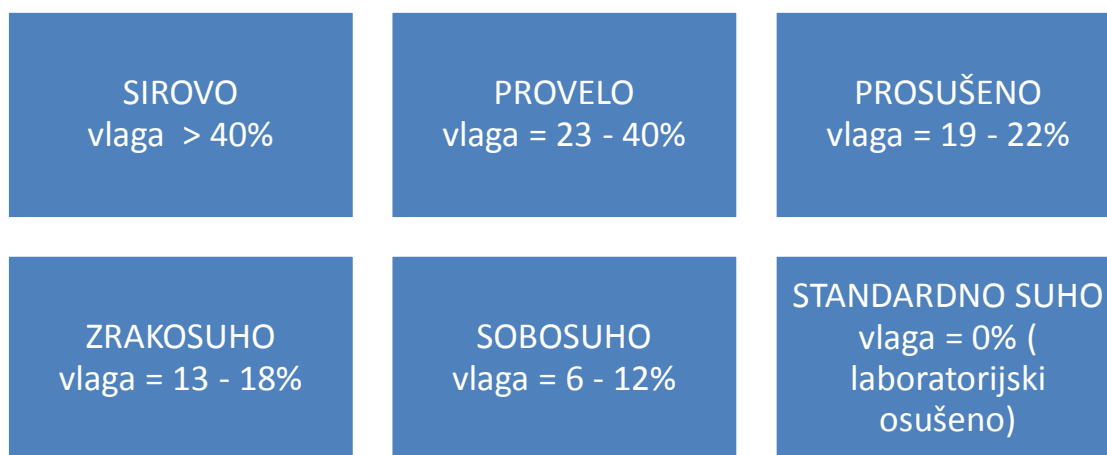 SIROVO
vlaga  > 40%
PROVELO
vlaga = 23 - 40%
PROSUŠENO
vlaga = 19 - 22%
ZRAKOSUHO
vlaga = 13 - 18%
SOBOSUHO
vlaga = 6 - 12%
STANDARDNO SUHO
vlaga = 0% (
laboratorijski
osušeno)